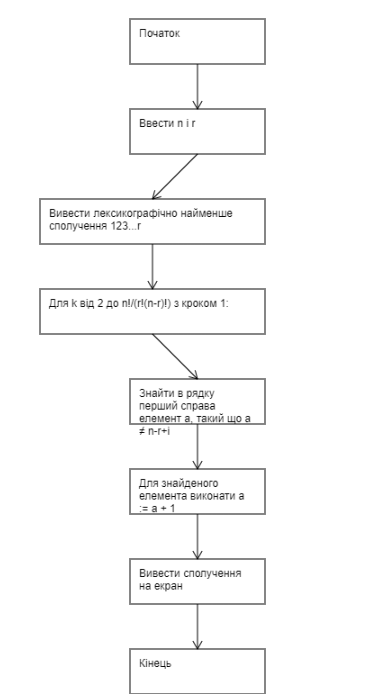 Початок
Ввести n і r
Вивести лексикографічно найменше
сполучення 123...r
Для k від 2 до n!/(r!(n-r)!) з кроком 1:
Знайти в рядку
перший справа
елемент a, такий що a
≠ n-r+i
Для знайденого
елемента виконати a
:= a + 1
Вивести сполучення
на екран
Кінець